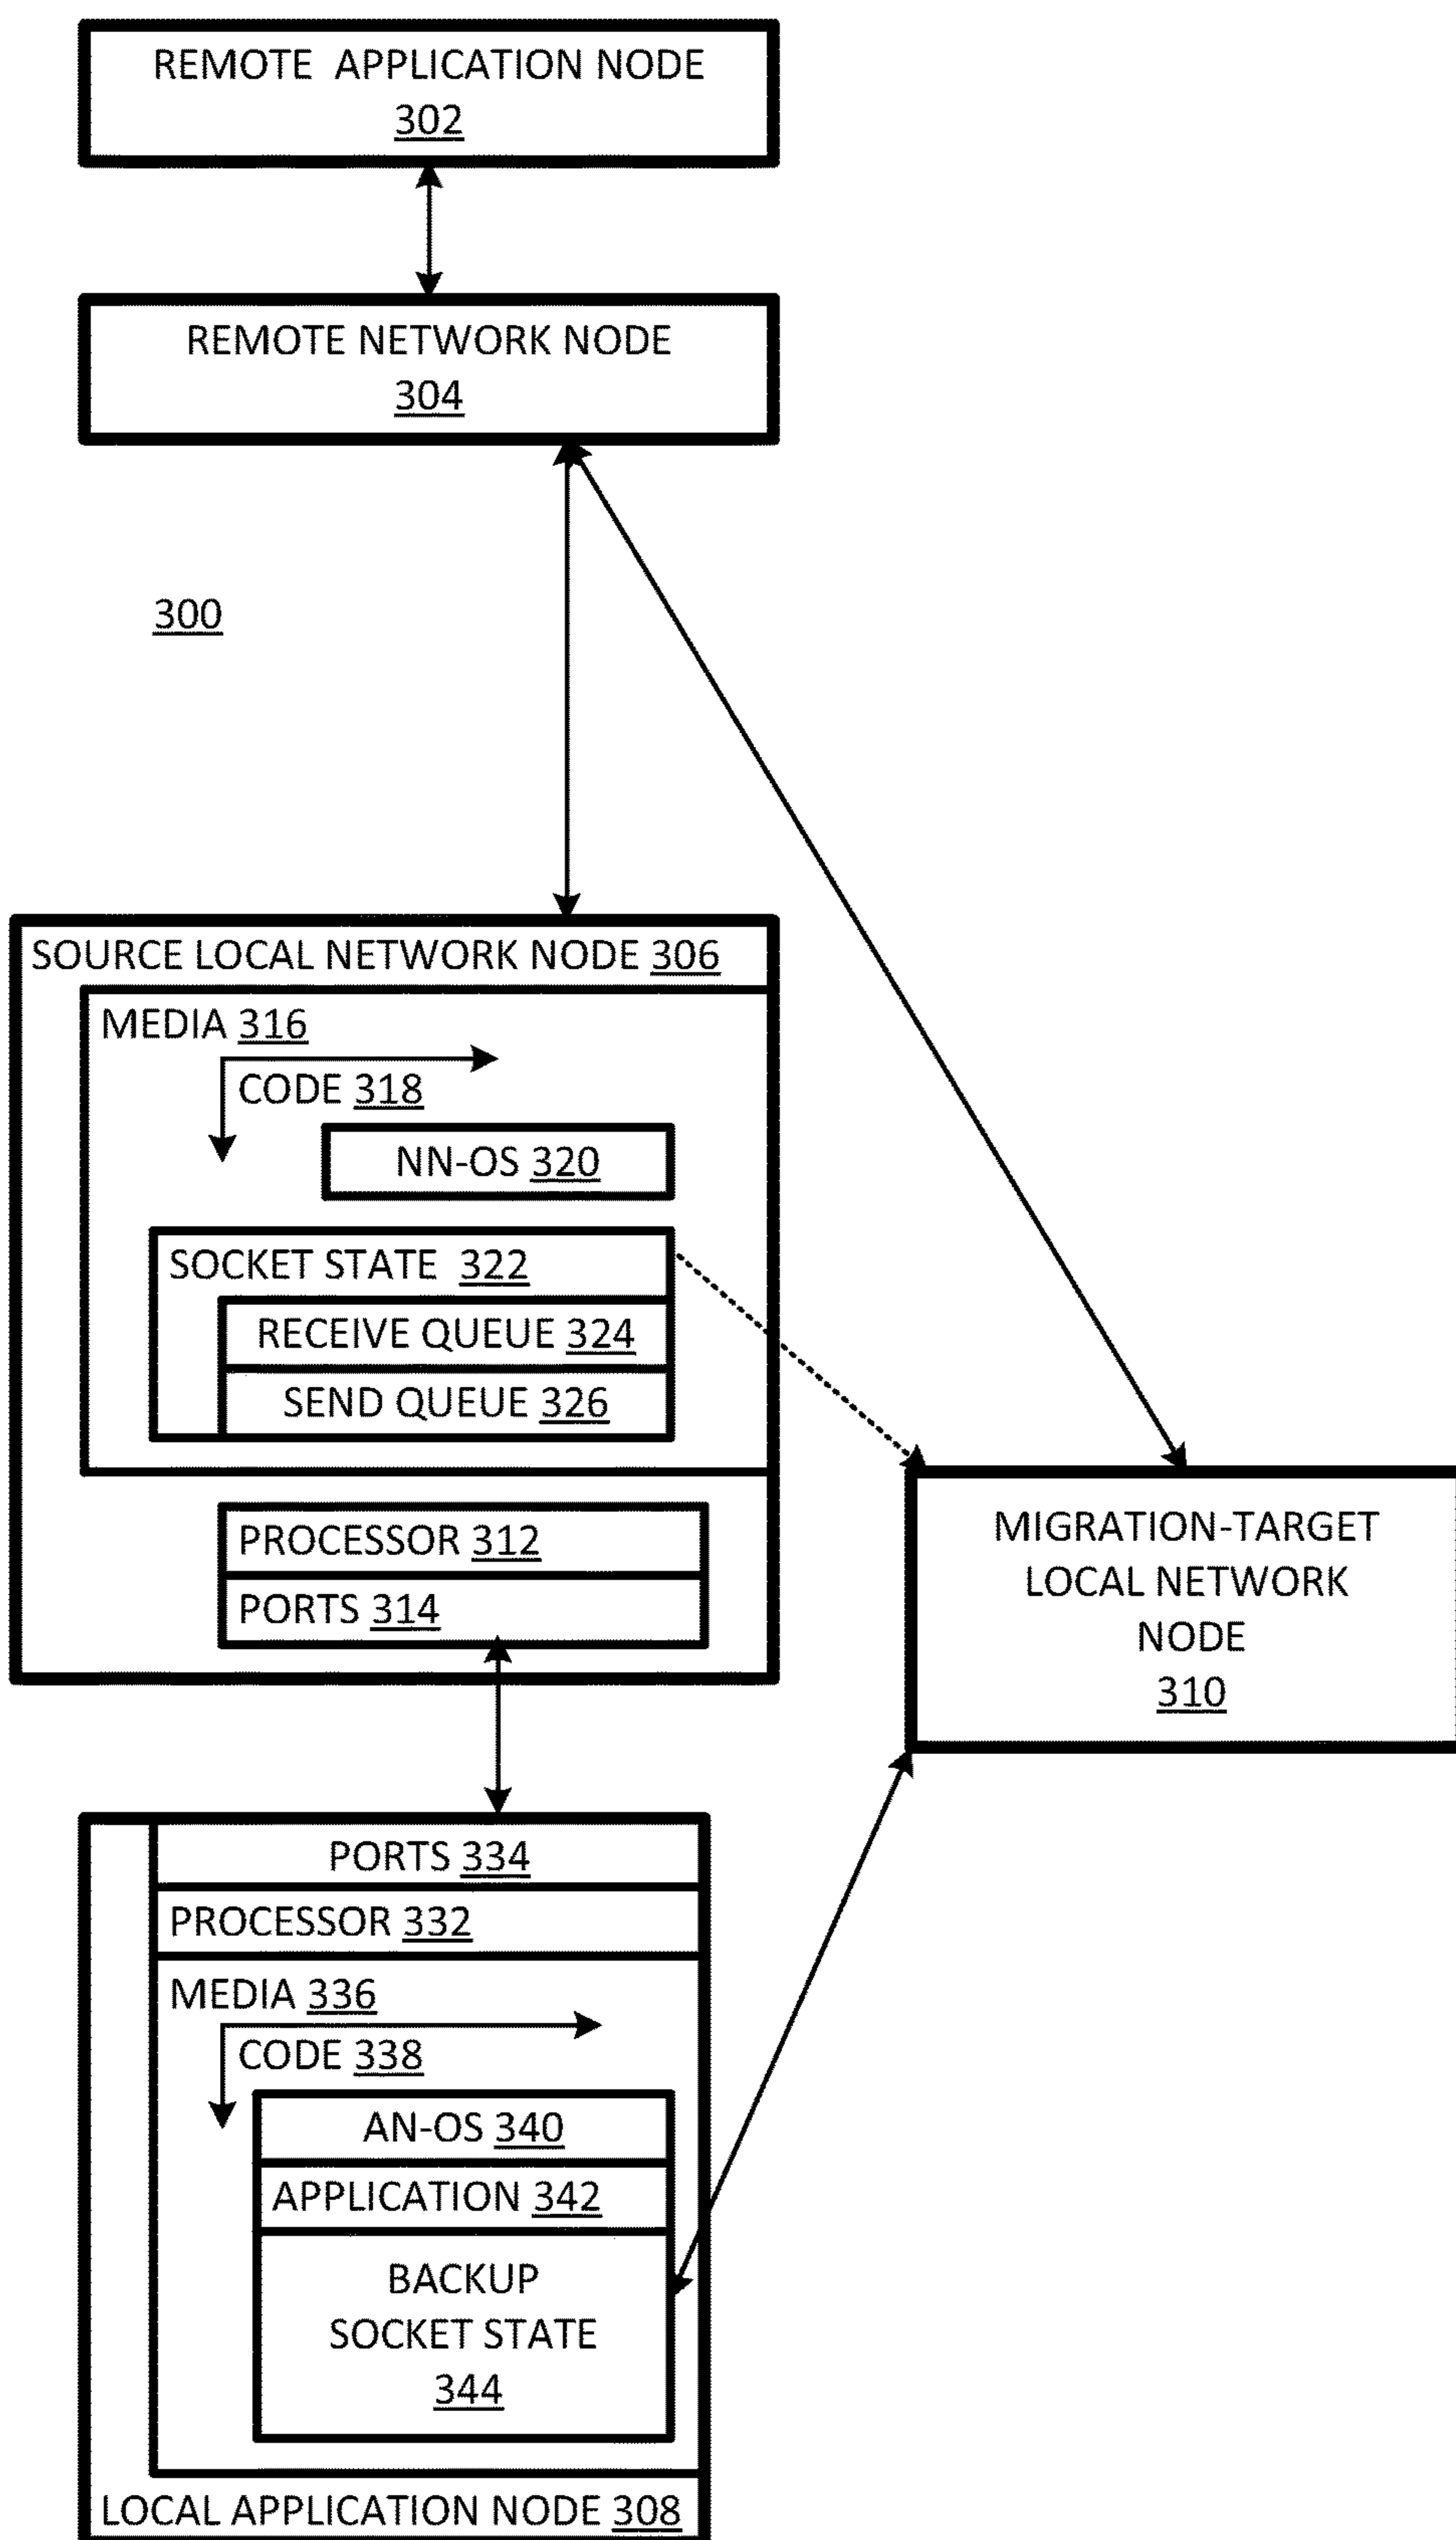 REMOTE APPLICATION NODE
302
REMOTE NETWORK NODE
304
300
SOURCE LOCAL NETWORK NODE 306
MEDIA 316
CODE 318
NN-OS 320
SOCKET STATE 322
RECEIVE QUEUE 324
SEND QUEUE 326
PROCESSOR 312
PORTS 314
MIGRATION-TARGET
LOCAL NETWORK
NODE
310
PORTS 334
PROCESSOR 332
MEDIA 336
CODE 338
AN-OS 340
APPLICATION 342
BACKUP
SOCKET STATE
344
LOCAL APPLICATION NODE 308